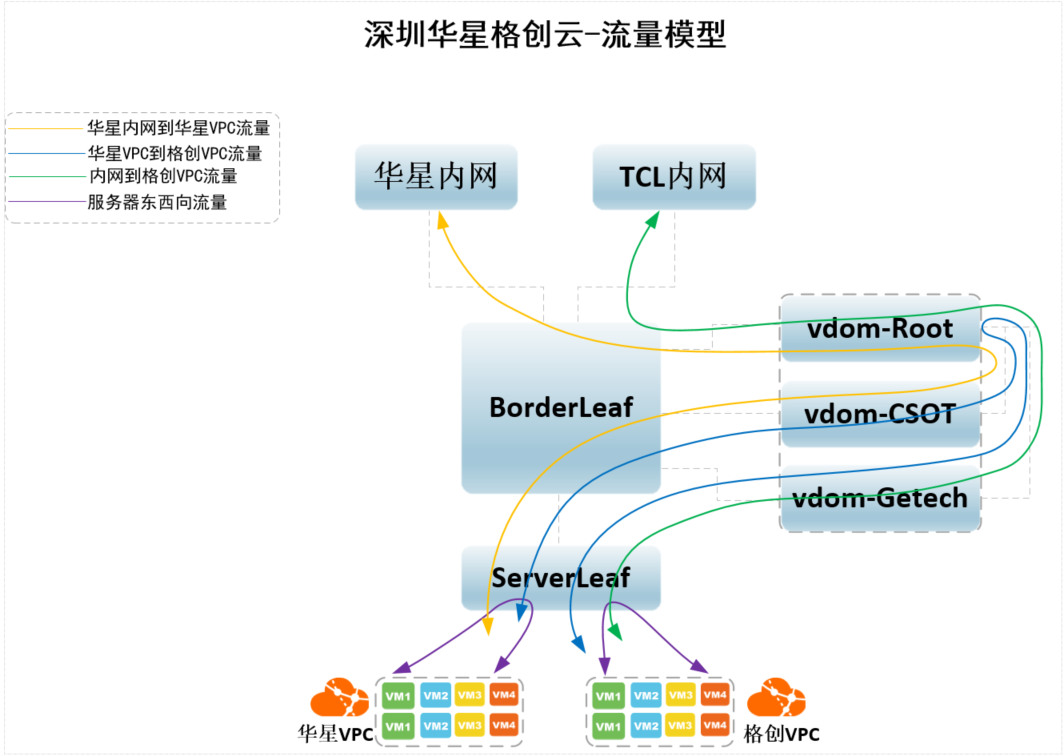 深圳华星格创云-流量模型
华星内网到华星VPC流量
华星VPC到格创VPC流量
内网到格创VPC流量
服务器东西向流量
华星内网
TCL内网
vdom-Root
BorderLeaf
vdom-CSOT
vdom-Getech
ServerLeaf
VM1 VM2 VM3 VM4
VM1 VM2 VM3 VM4
华星VPC
VM1 VM2 VM3 VM4
VM1 VM2 VM3 VM4
格创VPC